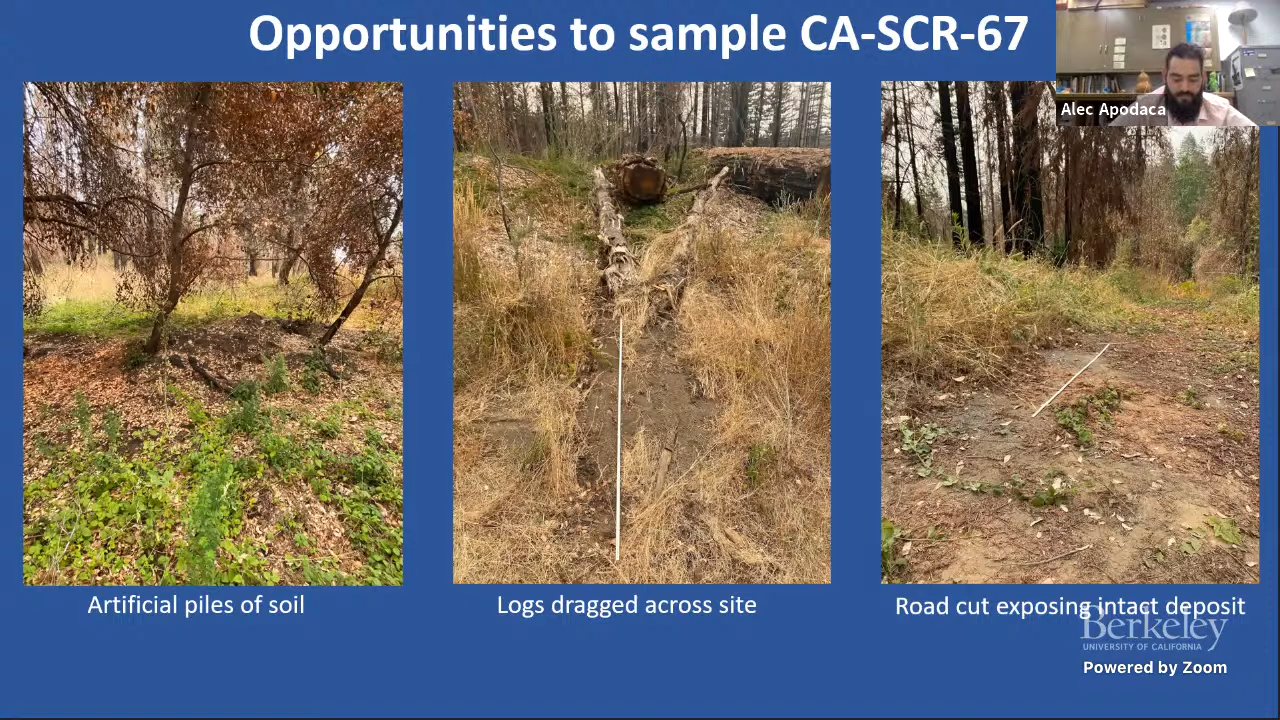 Opportunities to sample CA-SCR-67
Alec Apodaca
Artificial piles of soil
Logs dragged across site
Road cut exposing intact deposit
Berkeley
UNIVERSITY OF CALIFORNIA
Powered by Zoom